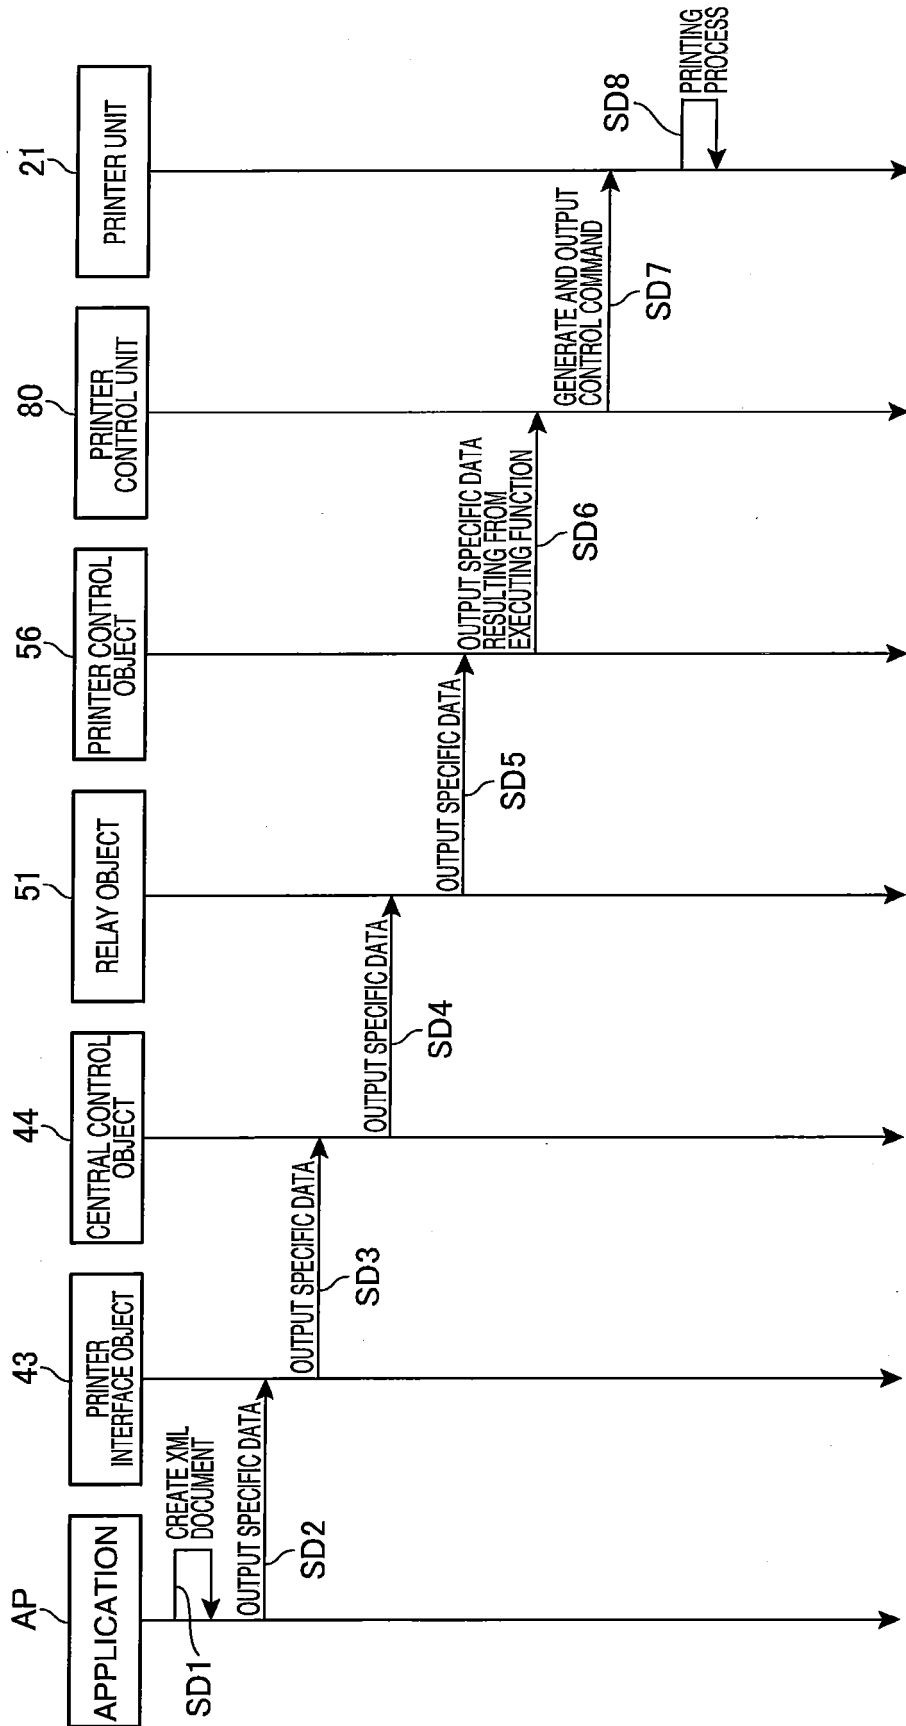 AP
APPLICATION
43
PRINTER
INTERFACE OBJECT
44
CENTRAL CONTROL
OBJECT
51
RELAY OBJECT
56
PRINTER CONTROL
OBJECT
80
PRINTER
CONTROL UNIT
21
PRINTER UNIT
SD1
CREATE XML
DOCUMENT
OUTPUT SPECIFIC DATA
SD2
OUTPUT SPECIFIC DATA
SD3
OUTPUT SPECIFIC DATA
SD4
OUTPUT SPECIFIC DATA
SD5
OUTPUT SPECIFIC DATA
RESULTING FROM
EXECUTING FUNCTION
SD6
GENERATE AND OUTPUT
CONTROL COMMAND
SD7
SD8
PRINTING
PROCESS